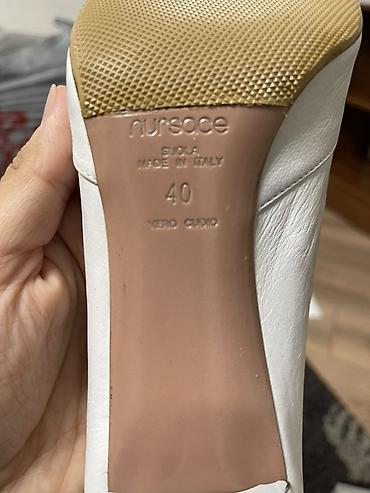 nursace
SUOLA
MADE IN ITALY
40
VERO CUOIO